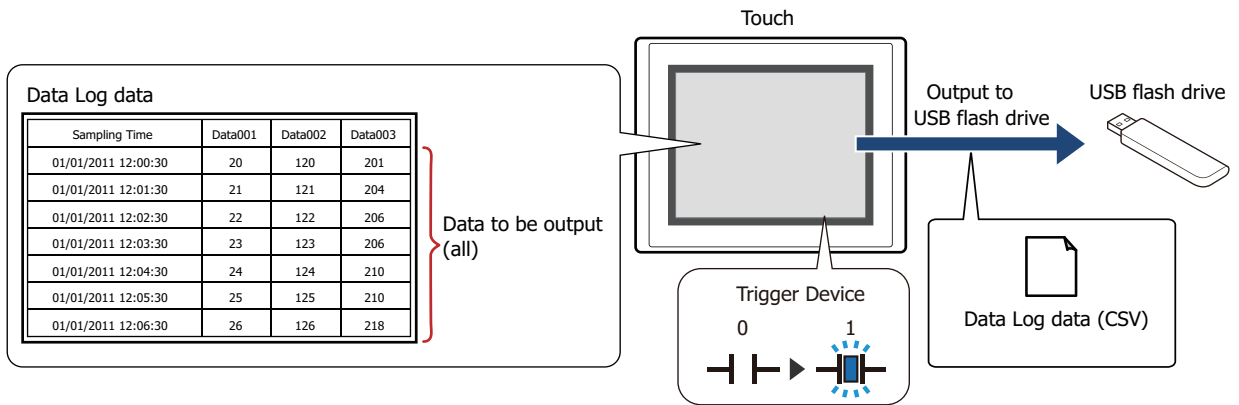 Touch
Data Log data
Sampling Time Data001 Data002 Data003
01/01/2011 12:00:30 20 120 201
01/01/2011 12:01:30 21 121 204
01/01/2011 12:02:30 22 122 206
01/01/2011 12:03:30 23 123 206
01/01/2011 12:04:30 24 124 210
01/01/2011 12:05:30 25 125 210
01/01/2011 12:06:30 26 126 218
Data to be output
(all)
Trigger Device
0 1
Output to
USB flash drive
USB flash drive
Data Log data (CSV)